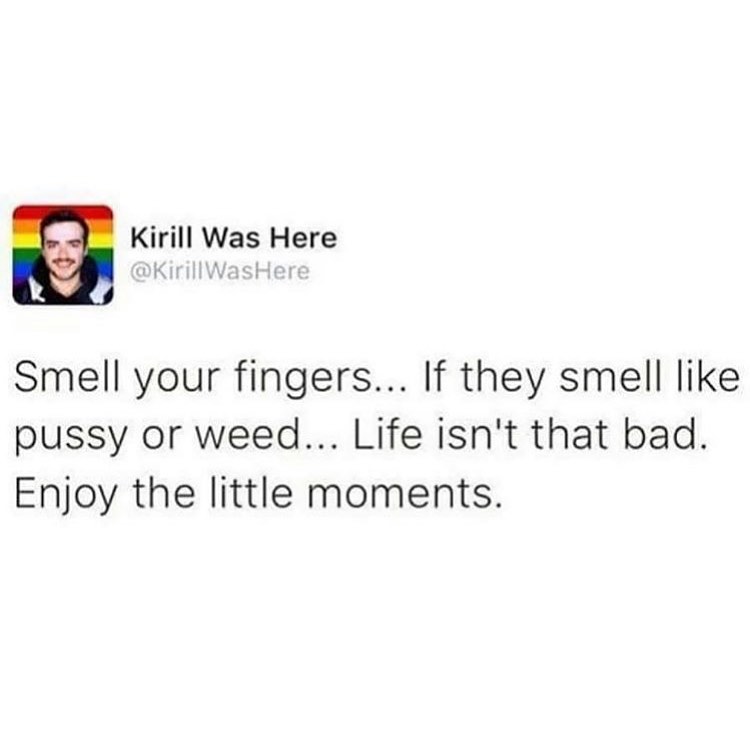 Kirill Was Here
@KirillWasHere
Smell your fingers... If they smell like
pussy or weed... Life isn't that bad.
Enjoy the little moments.